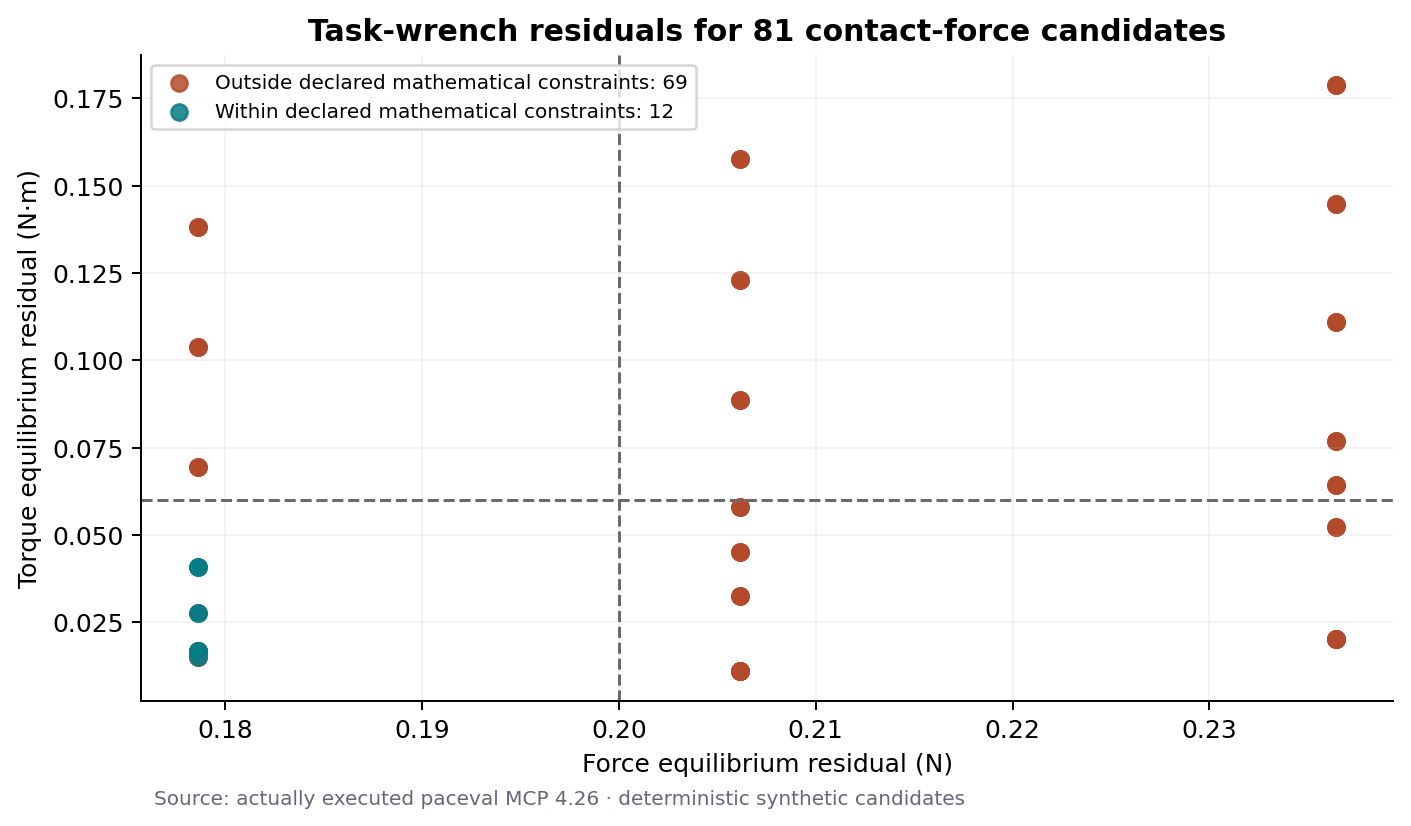 Task-wrench residuals for 81 contact-force candidates
Outside declared mathematical constraints: 69
Within declared mathematical constraints: 12
Torque equilibrium residual (N·m)
0.175
0.150
0.125
0.100
0.075
0.050
0.025
0.18 0.19 0.20 0.21 0.22 0.23
Force equilibrium residual (N)
Source: actually executed paceval MCP 4.26 · deterministic synthetic candidates